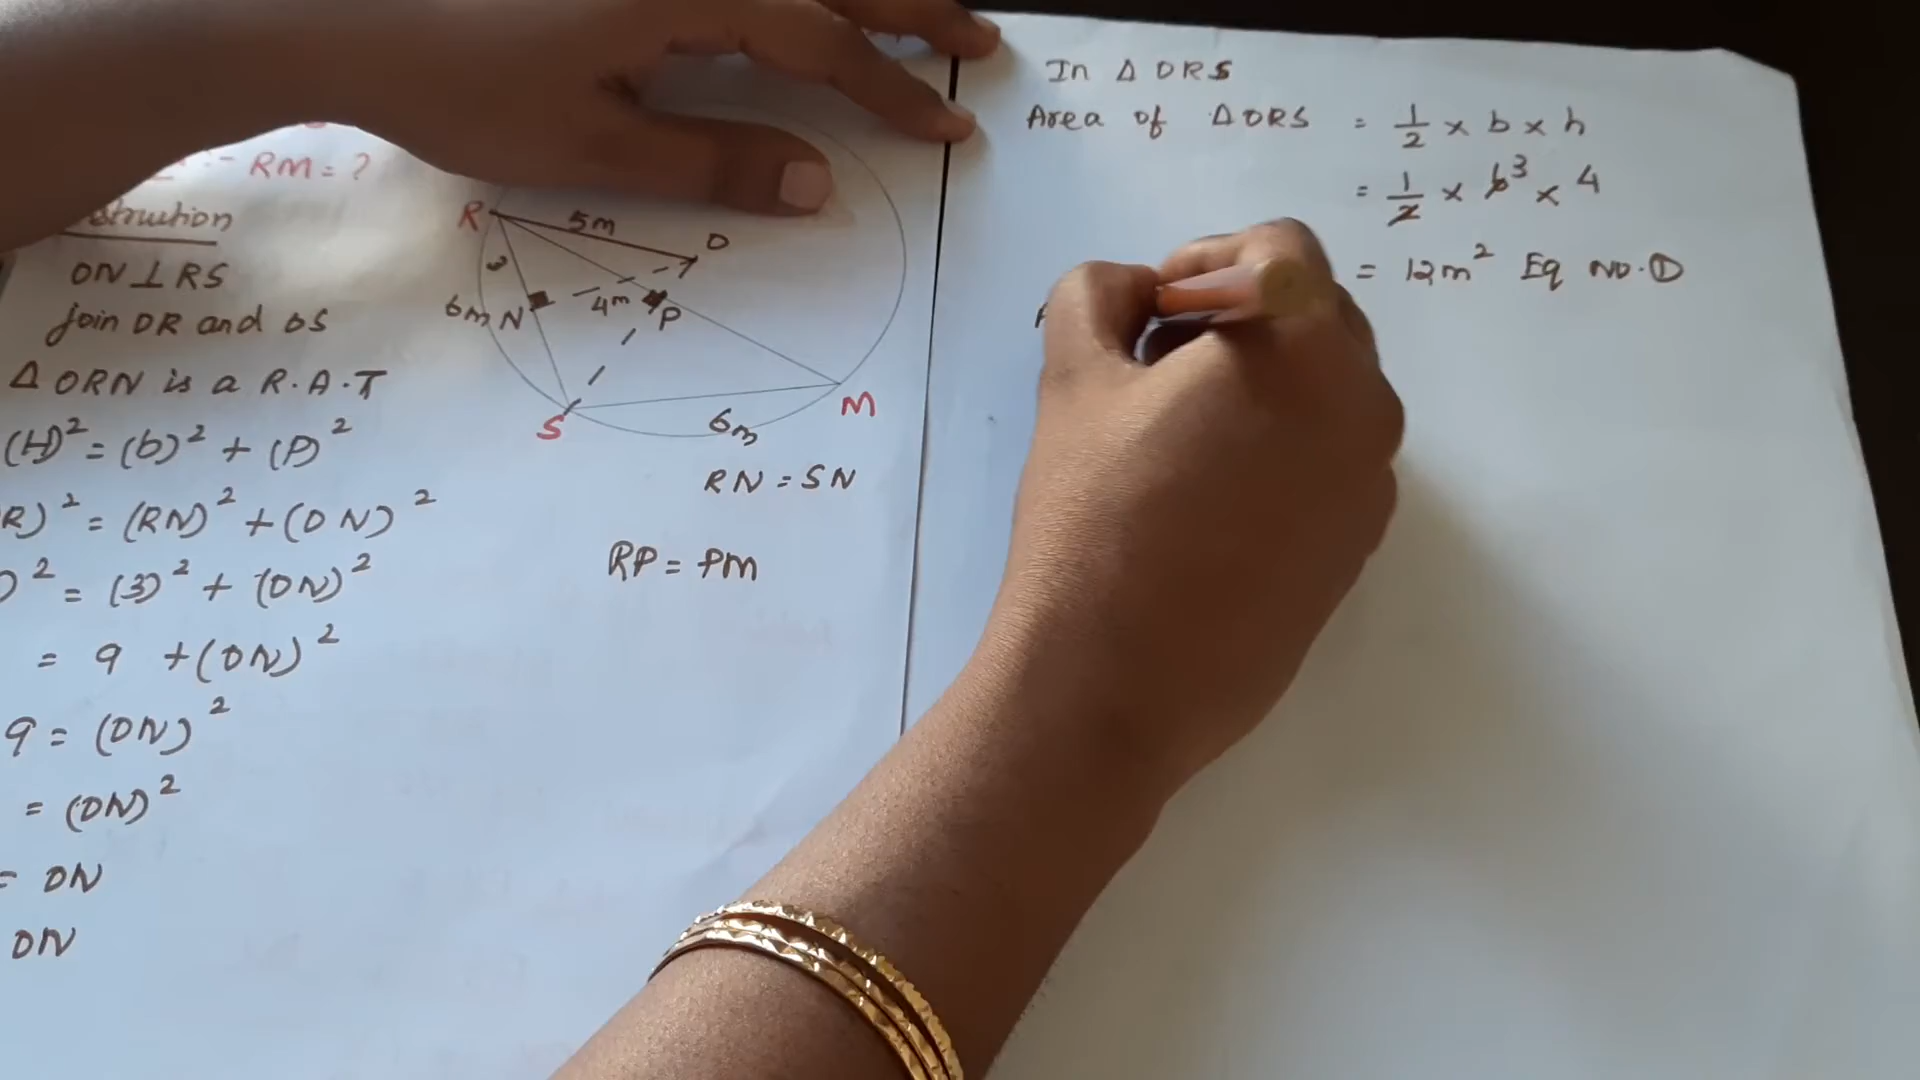 RM = ?
ON ⊥ RS
join OR and OS
Δ ORN is a R.A.T
(H)² = (b)² + (P)²
R)² = (RN)² + (ON)²
² = (3)² + (ON)²
= 9 + (ON)²
9 = (ON)²
= (ON)²
= ON
ON
R
5m
O
3
6m N
4m
P
S
6m
M
RN = SN
RP = PM
In Δ ORS
Area of Δ ORS = 1/2 × b × h
= 1/2 × 6³ × 4
= 12m² Eq No. ①